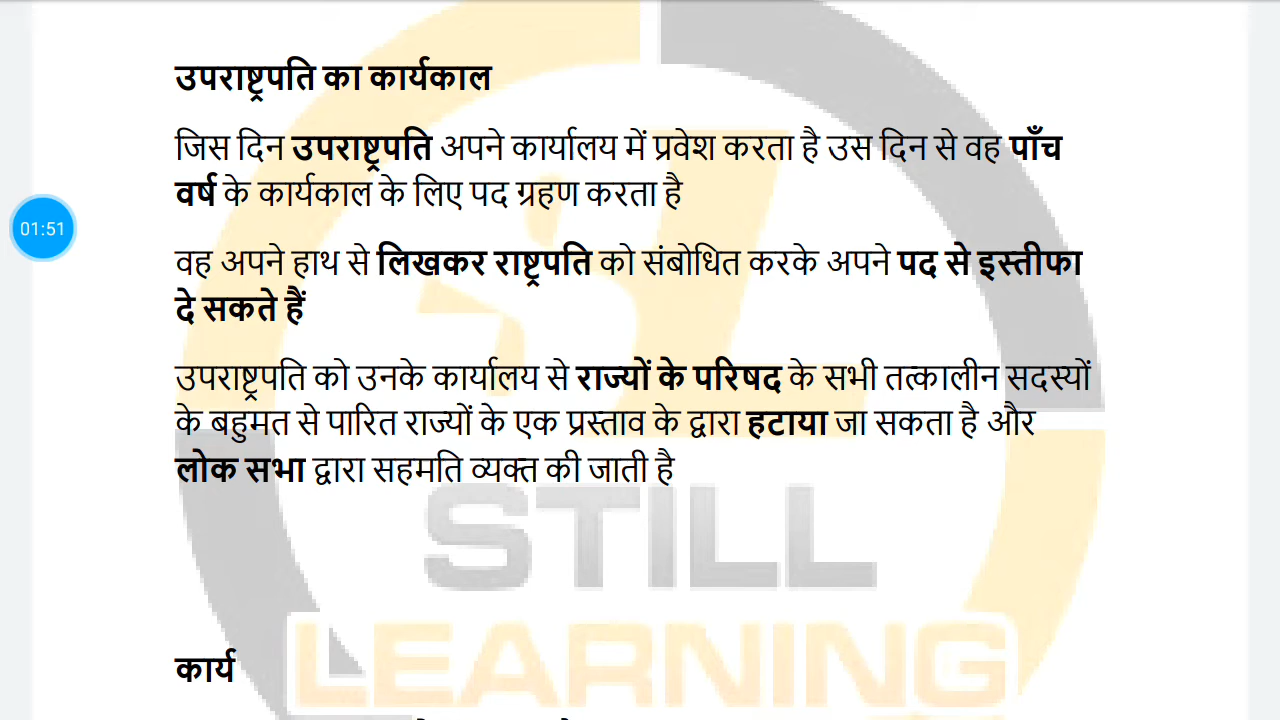 उपराष्ट्रपति का कार्यकाल
जिस दिन उपराष्ट्रपति अपने कार्यालय में प्रवेश करता है उस दिन से वह पाँच
वर्ष के कार्यकाल के लिए पद ग्रहण करता है
01:51
वह अपने हाथ से लिखकर राष्ट्रपति को संबोधित करके अपने पद से इस्तीफा
दे सकते हैं
उपराष्ट्रपति को उनके कार्यालय से राज्यों के परिषद के सभी तत्कालीन सदस्यों
के बहुमत से पारित राज्यों के एक प्रस्ताव के द्वारा हटाया जा सकता है और
लोक सभा द्वारा सहमति व्यक्त की जाती है
SL
STILL
LEARNING
कार्य